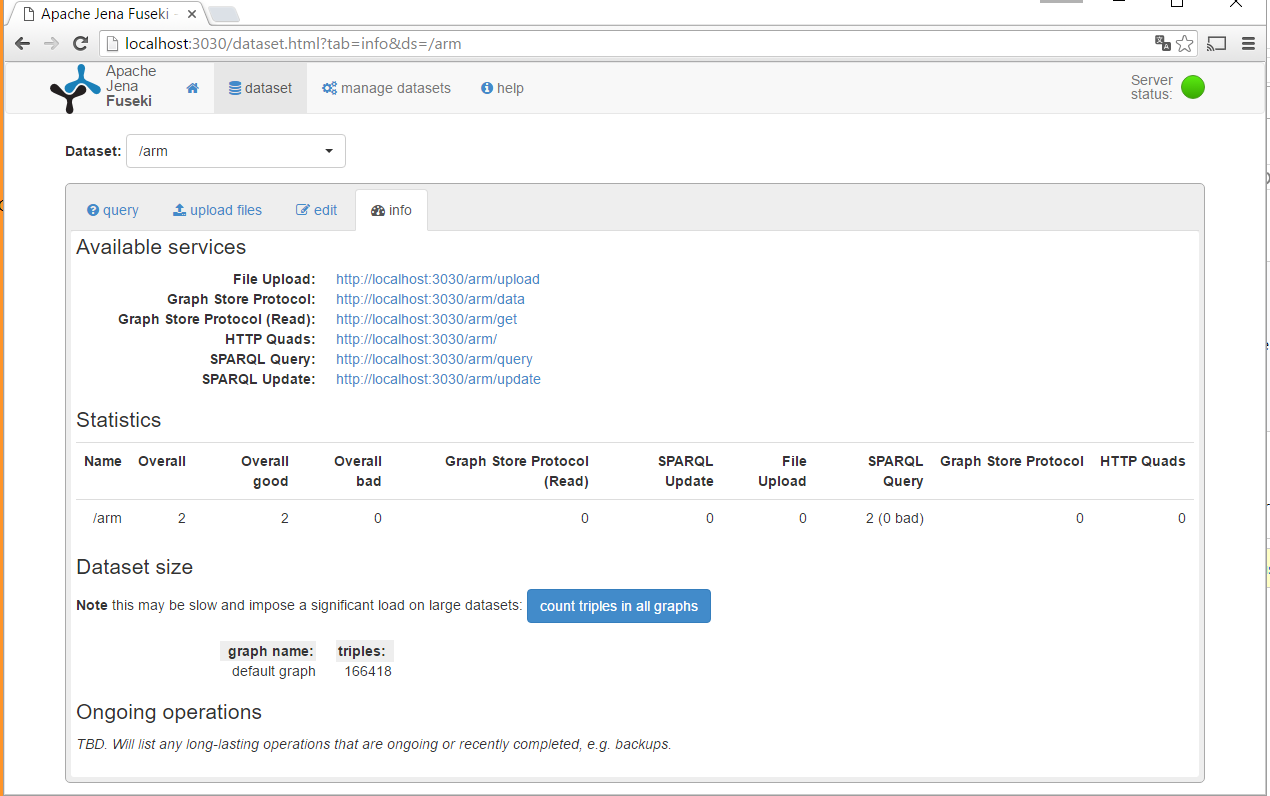 Apache Jena Fuseki -
localhost:3030/dataset.html?tab=info&ds=/arm
Apache
Jena
Fuseki
dataset
manage datasets
help
Server
status:
Dataset: /arm
query upload files edit info
Available services
File Upload: http://localhost:3030/arm/upload
Graph Store Protocol: http://localhost:3030/arm/data
Graph Store Protocol (Read): http://localhost:3030/arm/get
HTTP Quads: http://localhost:3030/arm/
SPARQL Query: http://localhost:3030/arm/query
SPARQL Update: http://localhost:3030/arm/update
Statistics
Name Overall Overall Overall Graph Store Protocol SPARQL File SPARQL Graph Store Protocol HTTP Quads
good bad (Read) Update Upload Query
/arm 2 2 0 0 0 0 2 (0 bad) 0 0
Dataset size
Note this may be slow and impose a significant load on large datasets: count triples in all graphs
graph name: triples:
default graph 166418
Ongoing operations
TBD. Will list any long-lasting operations that are ongoing or recently completed, e.g. backups.